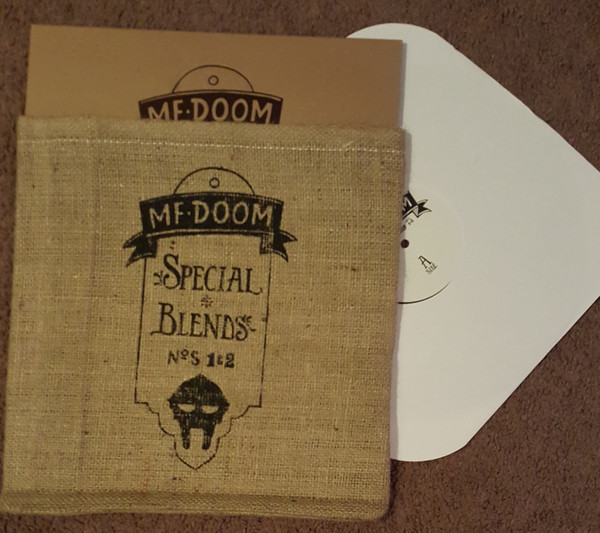 MF·DOOM
MF·DOOM
SPECIAL
BLENDS
Nos 1&2
A